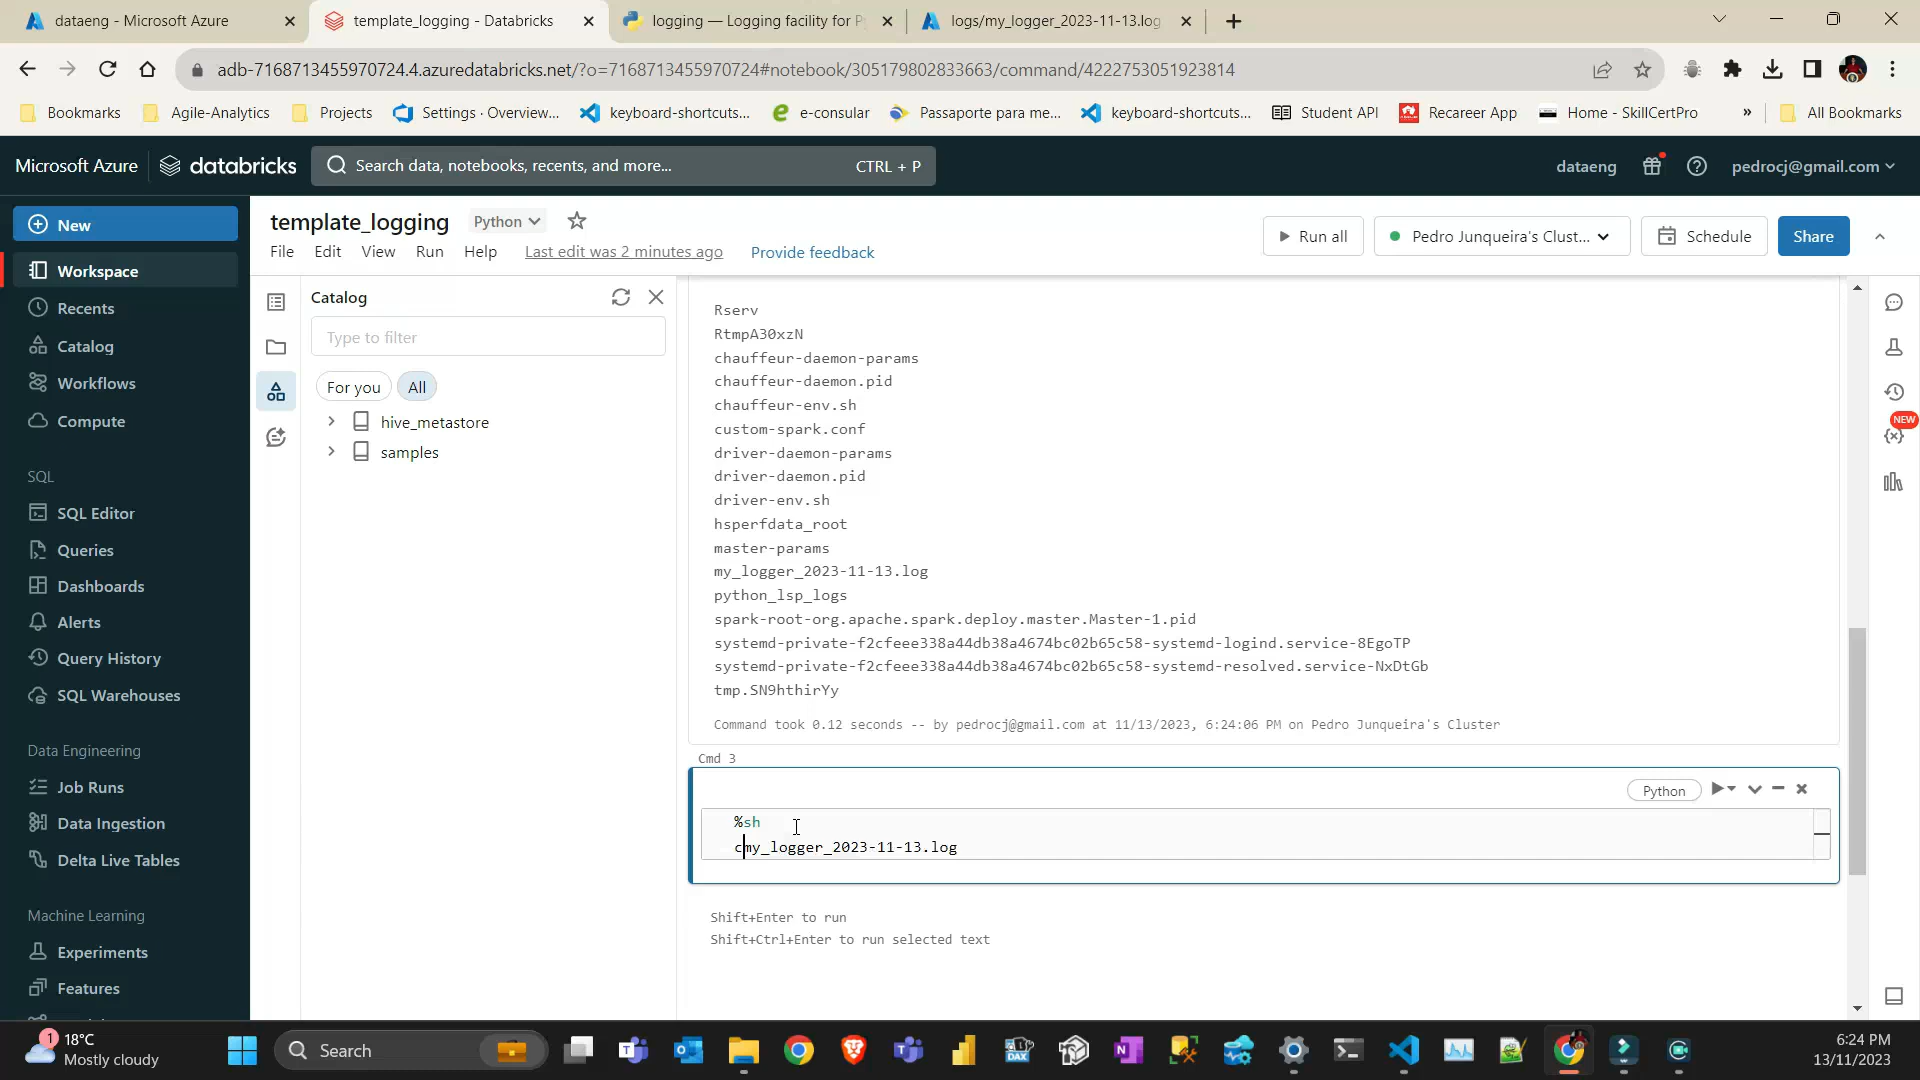 dataeng - Microsoft Azure
template_logging - Databricks
logging — Logging facility for P
logs/my_logger_2023-11-13.log
adb-7168713455970724.4.azuredatabricks.net/?o=7168713455970724#notebook/305179802833663/command/4222753051923814
Bookmarks
Agile-Analytics
Projects
Settings · Overview...
keyboard-shortcuts...
e-consular
Passaporte para me...
keyboard-shortcuts...
Student API
Recareer App
Home - SkillCertPro
»
All Bookmarks
Microsoft Azure
databricks
Search data, notebooks, recents, and more...
CTRL + P
dataeng
pedrocj@gmail.com
New
Workspace
Recents
Catalog
Workflows
Compute
SQL
SQL Editor
Queries
Dashboards
Alerts
Query History
SQL Warehouses
Data Engineering
Job Runs
Data Ingestion
Delta Live Tables
Machine Learning
Experiments
Features
template_logging
Python
File
Edit
View
Run
Help
Last edit was 2 minutes ago
Provide feedback
Run all
Pedro Junqueira's Clust...
Schedule
Share
Catalog
Type to filter
For you
All
hive_metastore
samples
Rserv
RtmpA30xzN
chauffeur-daemon-params
chauffeur-daemon.pid
chauffeur-env.sh
custom-spark.conf
driver-daemon-params
driver-daemon.pid
driver-env.sh
hsperfdata_root
master-params
my_logger_2023-11-13.log
python_lsp_logs
spark-root-org.apache.spark.deploy.master.Master-1.pid
systemd-private-f2cfeee338a44db38a4674bc02b65c58-systemd-logind.service-8EgoTP
systemd-private-f2cfeee338a44db38a4674bc02b65c58-systemd-resolved.service-NxDtGb
tmp.SN9hthirYy
Command took 0.12 seconds -- by pedrocj@gmail.com at 11/13/2023, 6:24:06 PM on Pedro Junqueira's Cluster
Cmd 3
Python
%sh
cmy_logger_2023-11-13.log
Shift+Enter to run
Shift+Ctrl+Enter to run selected text
NEW
1
18°C
Mostly cloudy
Search
DAX
6:24 PM
13/11/2023